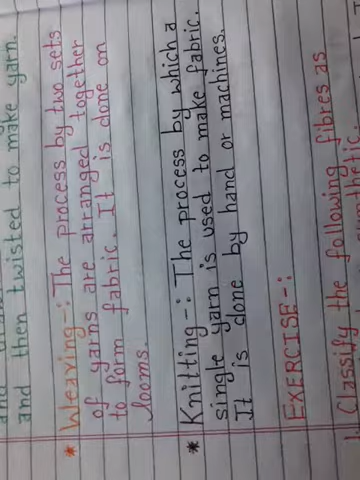 and then twisted to make yarn.
* Weaving-: The process by two sets
of yarns are arranged together
to form fabric. It is done on
looms.
* Knitting-: The process by which a
single yarn is used to make fabric.
It is done by hand or machines.
EXERCISE-:
1. Classify the following fibres as
synthetic.